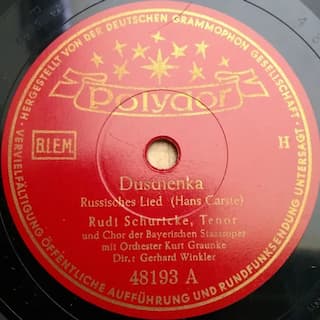 HERGESTELLT VON DER DEUTSCHEN GRAMMOPHON GESELLSCHAFT
Polydor
B.I.E.M.
H
Duschenka
Russisches Lied (Hans Carste)
Rudi Schuricke, Tenor
und Chor der Bayerischen Staatsoper
mit Orchester Kurt Graunke
Dir.: Gerhard Winkler
48193 A
VERVIELFÄLTIGUNG ÖFFENTLICHE AUFFÜHRUNG UND RUNDFUNKSENDUNG UNTERSAGT